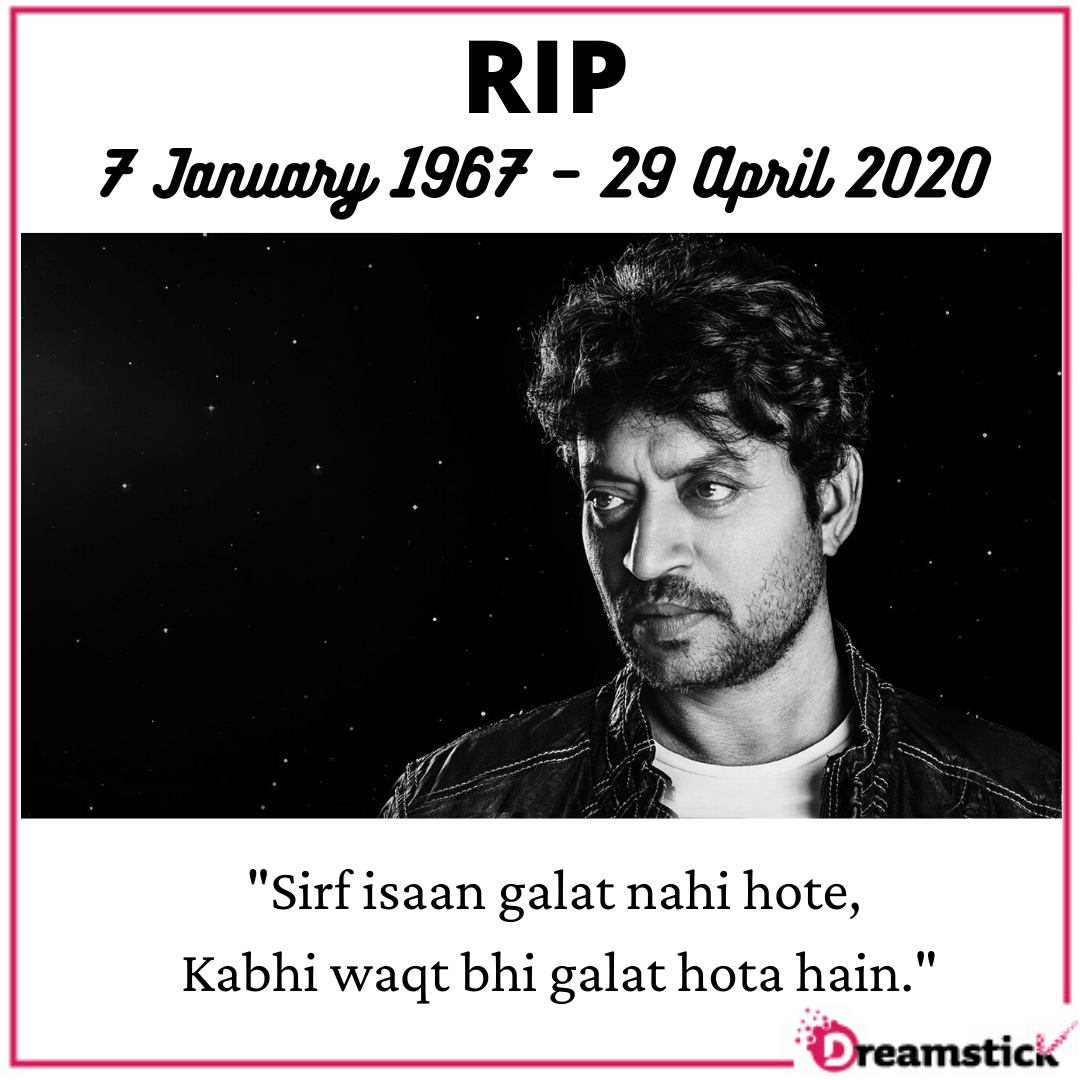 RIP
7 January 1967 - 29 April 2020
"Sirf isaan galat nahi hote,
Kabhi waqt bhi galat hota hain."
Dreamstick